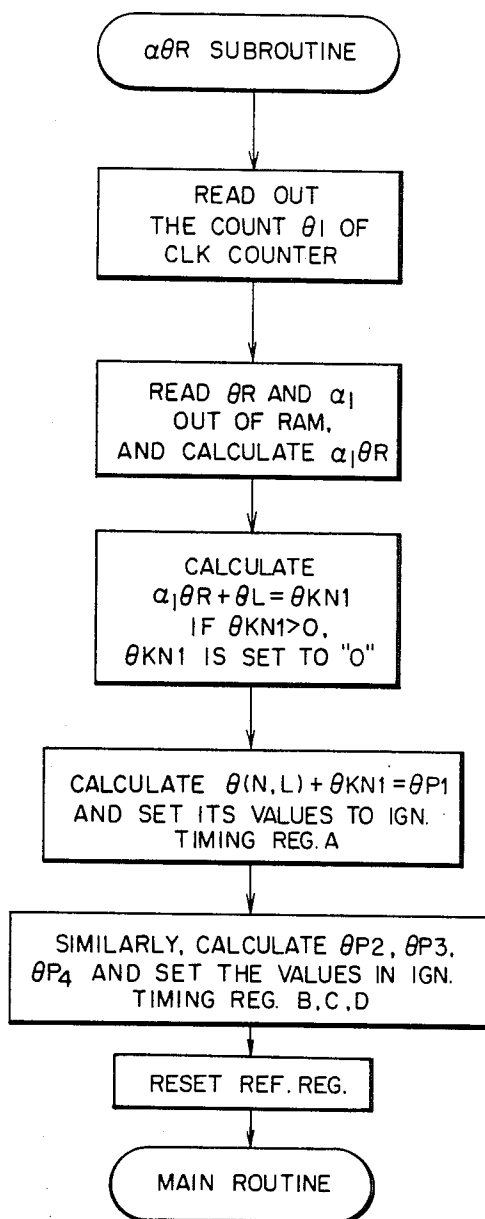 αθR SUBROUTINE
READ OUT
THE COUNT θI OF
CLK COUNTER
READ θR AND α₁
OUT OF RAM,
AND CALCULATE α₁θR
CALCULATE
α₁θR+θL=θKN1
IF θKN1>0,
θKN1 IS SET TO "0"
CALCULATE θ(N,L)+θKN1=θP1
AND SET ITS VALUES TO IGN.
TIMING REG. A
SIMILARLY, CALCULATE θP2, θP3,
θP₄ AND SET THE VALUES IN IGN.
TIMING REG. B,C,D
RESET REF. REG.
MAIN ROUTINE